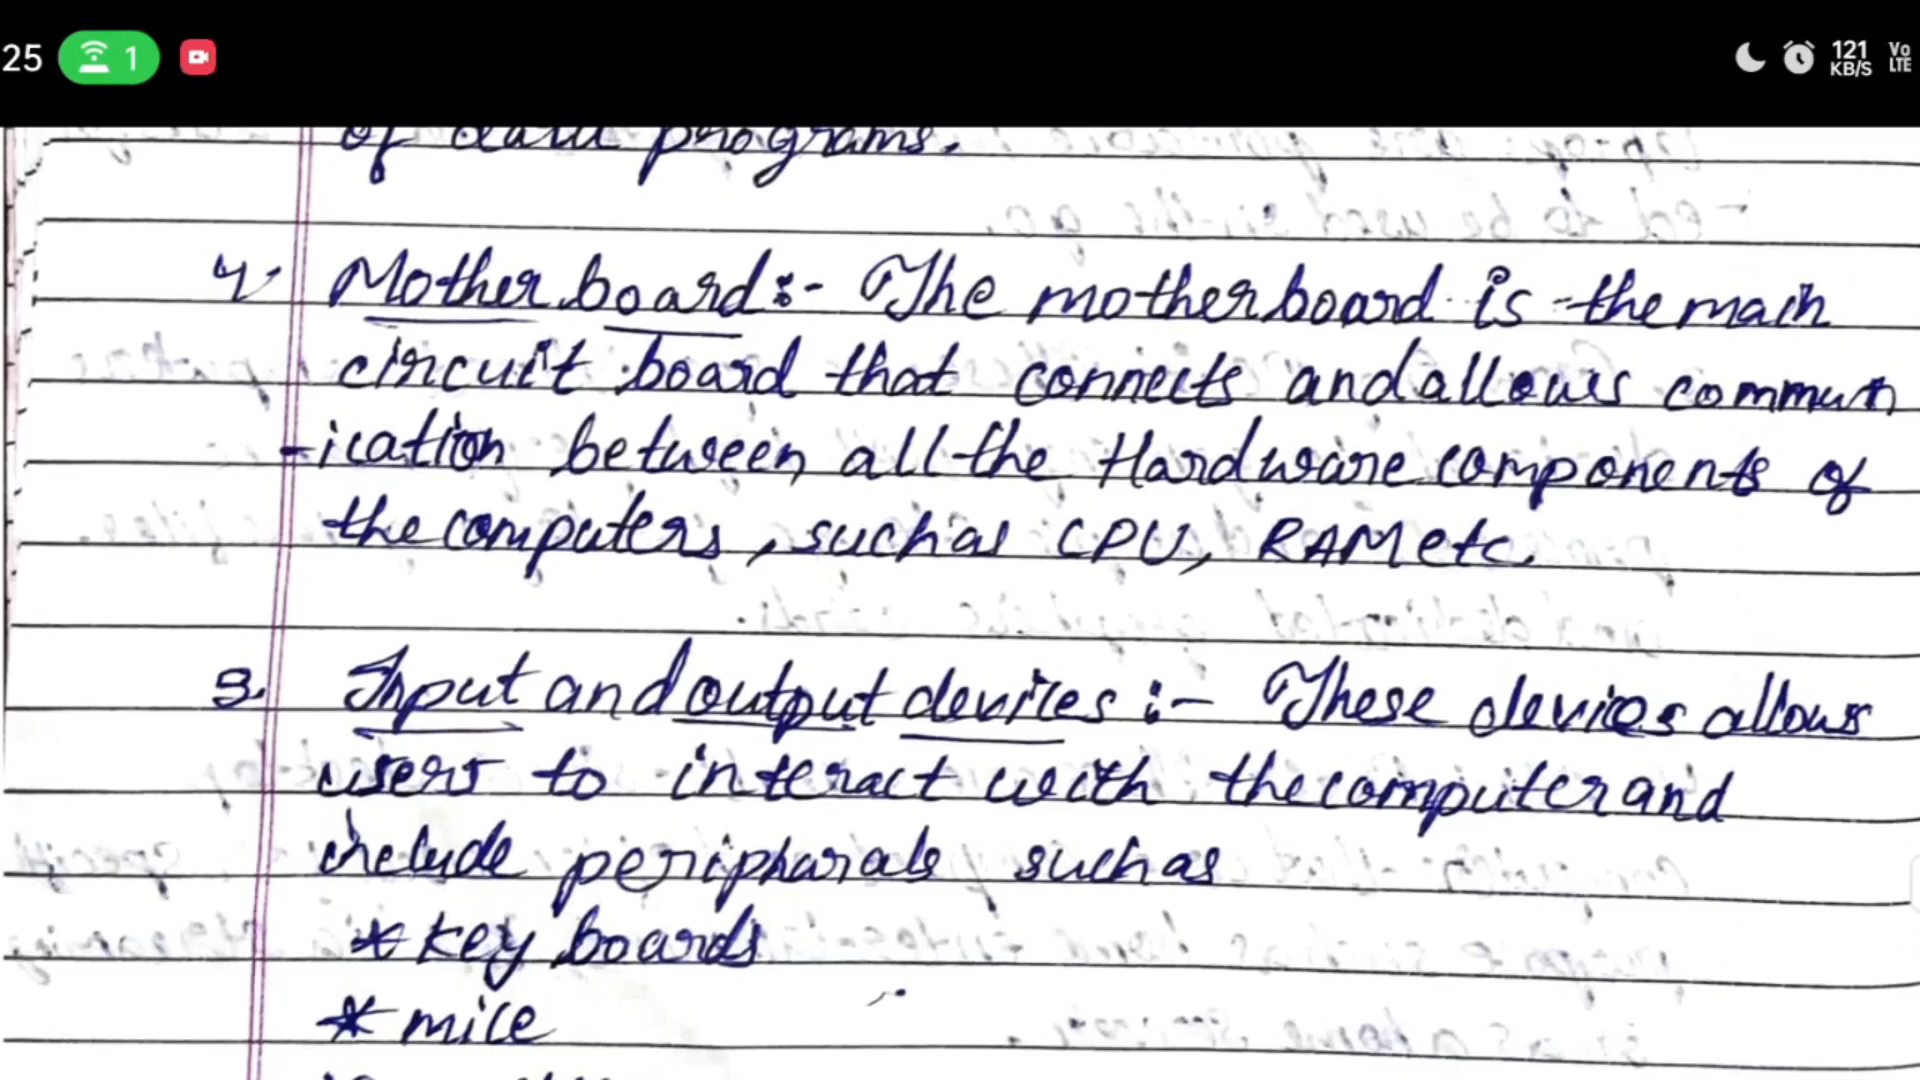 25 1 121 KB/S Vo LTE
of data programs.
4. Mother board :- The motherboard is the main
circuit board that connects and allows commun
-ication between all the Hardware components of
the computers, such as CPU, RAM etc.
3. Input and output devices :- These devices allows
users to interact with the computer and
include peripharals such as
* key boards
* mice